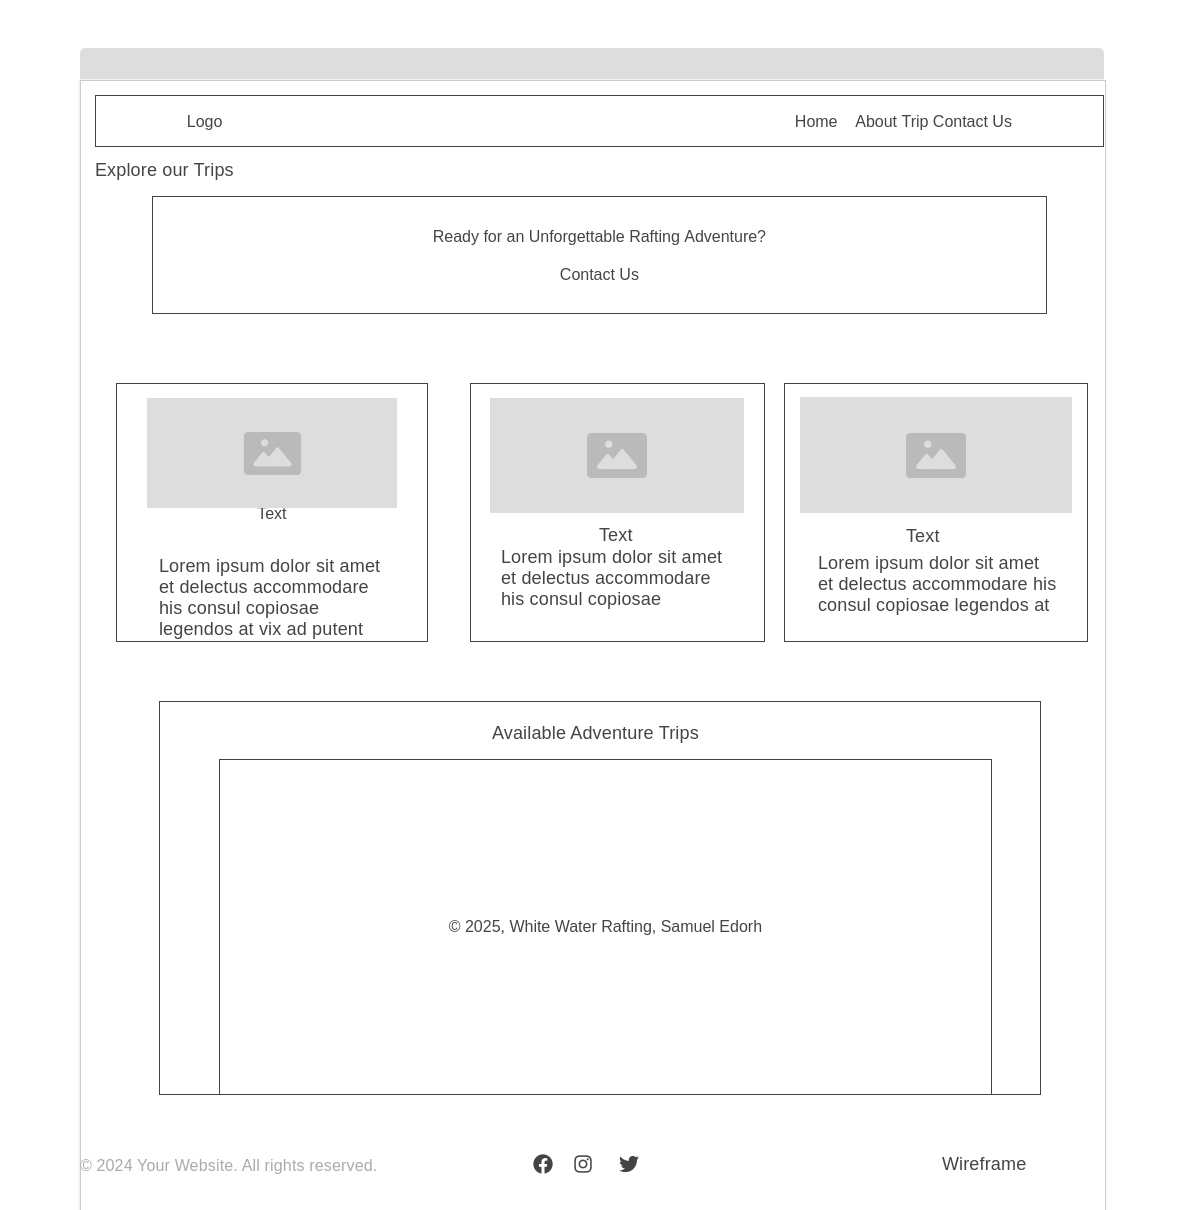 Logo
Home About Trip Contact Us
Explore our Trips
Ready for an Unforgettable Rafting Adventure?
Contact Us
Text
Lorem ipsum dolor sit amet
et delectus accommodare
his consul copiosae
legendos at vix ad putent
Text
Lorem ipsum dolor sit amet
et delectus accommodare
his consul copiosae
Text
Lorem ipsum dolor sit amet
et delectus accommodare his
consul copiosae legendos at
Available Adventure Trips
© 2025, White Water Rafting, Samuel Edorh
© 2024 Your Website. All rights reserved.
Wireframe